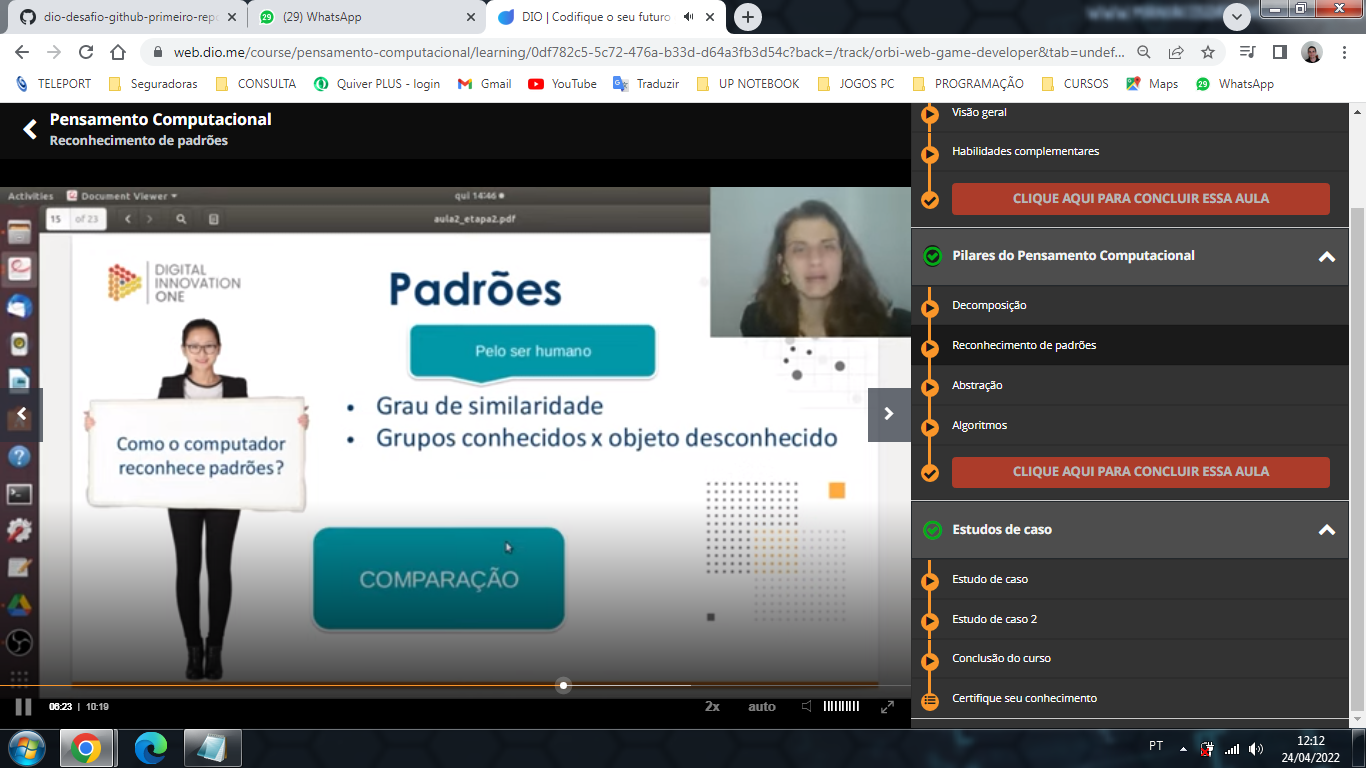 dio-desafio-github-primeiro-repo
(29) WhatsApp
DIO | Codifique o seu futuro
web.dio.me/course/pensamento-computacional/learning/0df782c5-5c72-476a-b33d-d64a3fb3d54c?back=/track/orbi-web-game-developer&tab=undef...
TELEPORT
Seguradoras
CONSULTA
Quiver PLUS - login
Gmail
YouTube
Traduzir
UP NOTEBOOK
JOGOS PC
PROGRAMAÇÃO
CURSOS
Maps
WhatsApp
Pensamento Computacional
Reconhecimento de padrões
Activities
Document Viewer
qui 14:46
15 of 23
aula2_etapa2.pdf
DIGITAL
INNOVATION
ONE
Padrões
Pelo ser humano
• Grau de similaridade
• Grupos conhecidos x objeto desconhecido
Como o computador
reconhece padrões?
COMPARAÇÃO
06:23 | 10:19
2x
auto
Visão geral
Habilidades complementares
CLIQUE AQUI PARA CONCLUIR ESSA AULA
Pilares do Pensamento Computacional
Decomposição
Reconhecimento de padrões
Abstração
Algoritmos
CLIQUE AQUI PARA CONCLUIR ESSA AULA
Estudos de caso
Estudo de caso
Estudo de caso 2
Conclusão do curso
Certifique seu conhecimento
PT
12:12
24/04/2022